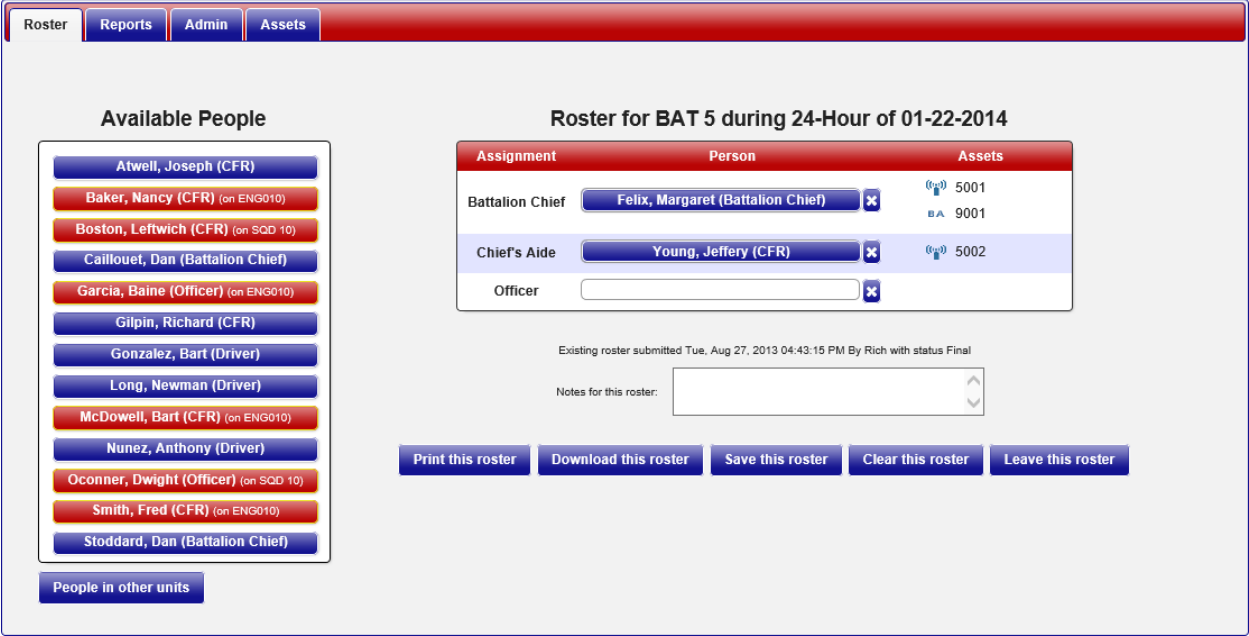 Roster Reports Admin Assets
Available People
Atwell, Joseph (CFR)
Baker, Nancy (CFR) (on ENG010)
Boston, Leftwich (CFR) (on SQD 10)
Caillouet, Dan (Battalion Chief)
Garcia, Baine (Officer) (on ENG010)
Gilpin, Richard (CFR)
Gonzalez, Bart (Driver)
Long, Newman (Driver)
McDowell, Bart (CFR) (on ENG010)
Nunez, Anthony (Driver)
Oconner, Dwight (Officer) (on SQD 10)
Smith, Fred (CFR) (on ENG010)
Stoddard, Dan (Battalion Chief)
People in other units
Roster for BAT 5 during 24-Hour of 01-22-2014
Assignment Person Assets
Battalion Chief Felix, Margaret (Battalion Chief) 5001
BA 9001
Chief's Aide Young, Jeffery (CFR) 5002
Officer
Existing roster submitted Tue, Aug 27, 2013 04:43:15 PM By Rich with status Final
Notes for this roster:
Print this roster Download this roster Save this roster Clear this roster Leave this roster